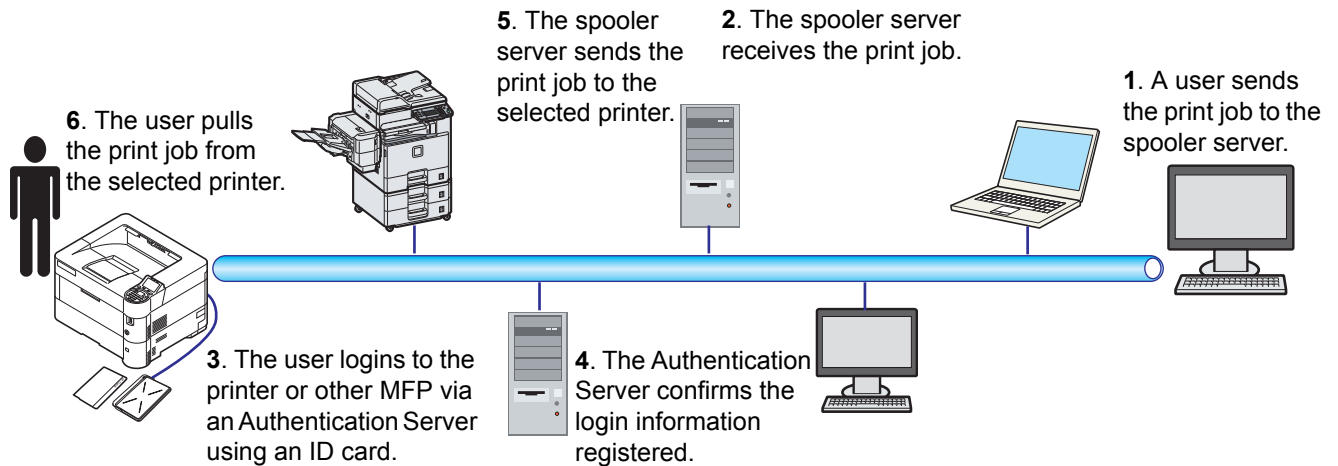 1. A user sends
the print job to the
spooler server.
2. The spooler server
receives the print job.
3. The user logins to the
printer or other MFP via
an Authentication Server
using an ID card.
4. The Authentication
Server confirms the
login information
registered.
5. The spooler
server sends the
print job to the
selected printer.
6. The user pulls
the print job from
the selected printer.